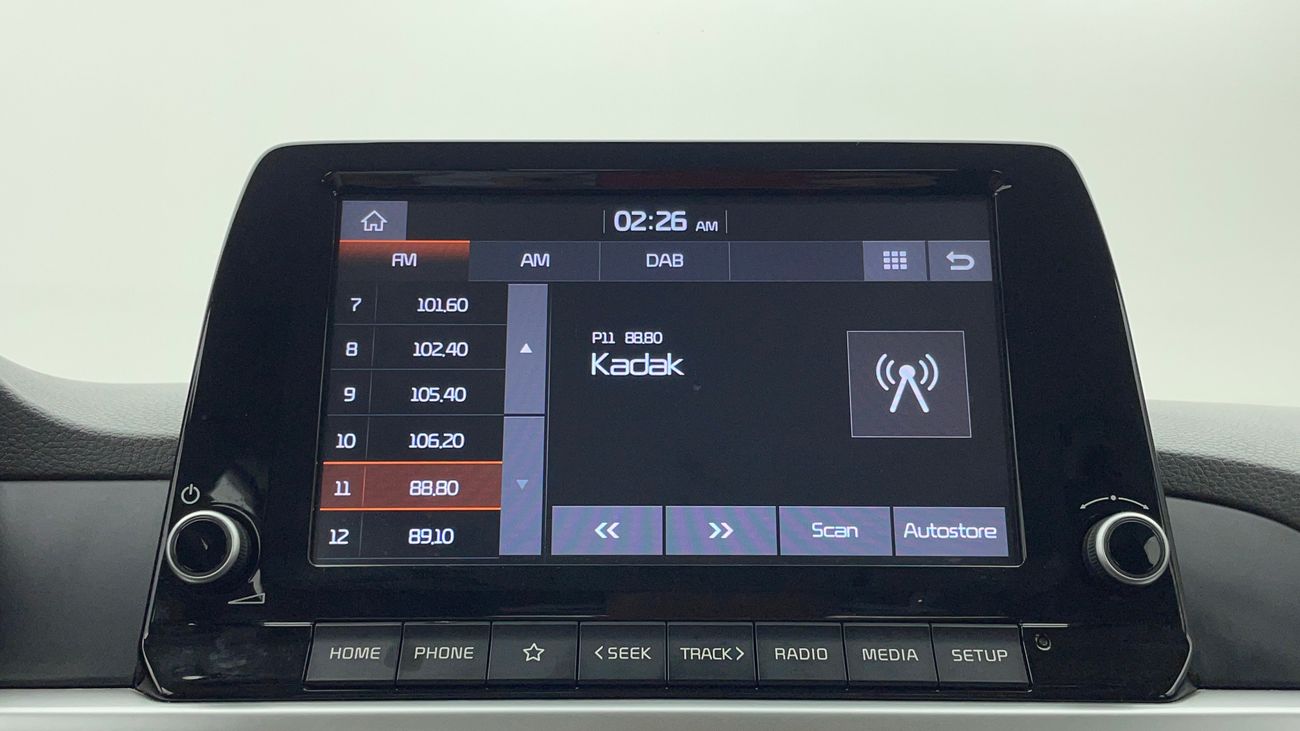 02:26 AM
FM AM DAB
7 101.60
8 102.40
9 105.40
10 106.20
11 88.80
12 89.10
P11 88.80
Kadak
Scan Autostore
HOME PHONE < SEEK TRACK > RADIO MEDIA SETUP